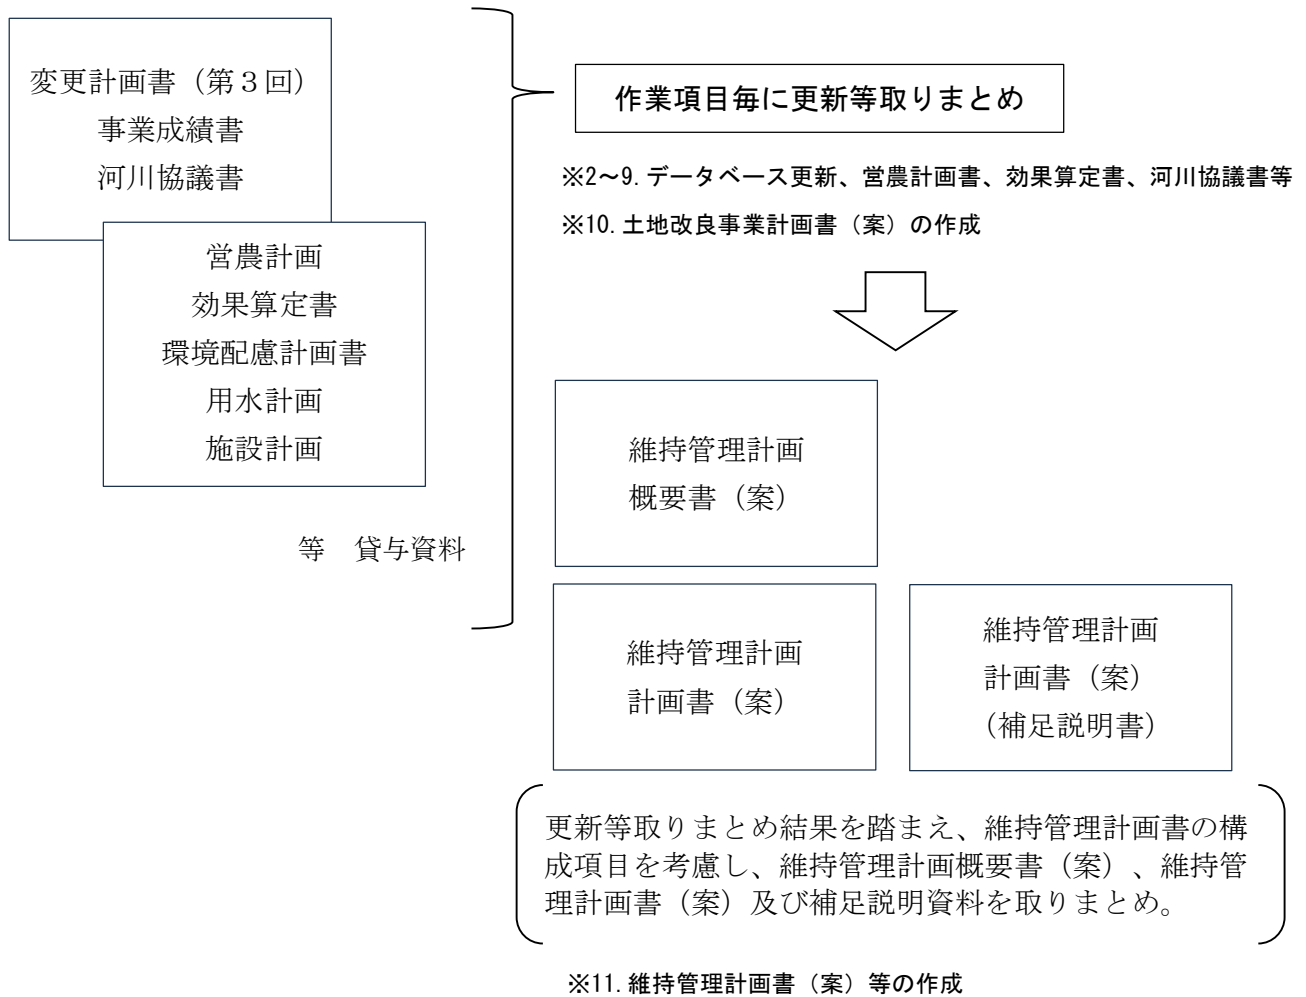 変更計画書（第３回）
事業成績書
河川協議書
営農計画
効果算定書
環境配慮計画書
用水計画
施設計画
等　貸与資料
作業項目毎に更新等取りまとめ
※2～9.データベース更新、営農計画書、効果算定書、河川協議書等
※10.土地改良事業計画書（案）の作成
維持管理計画
概要書（案）
維持管理計画
計画書（案）
維持管理計画
計画書（案）
（補足説明書）
更新等取りまとめ結果を踏まえ、維持管理計画書の構
成項目を考慮し、維持管理計画概要書（案）、維持管
理計画書（案）及び補足説明資料を取りまとめ。
※11.維持管理計画書（案）等の作成